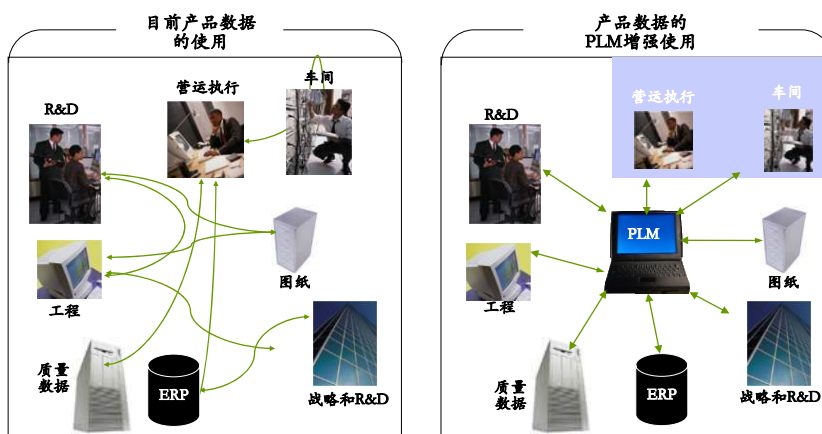 目前产品数据
的使用
R&D
营运执行
车间
工程
图纸
质量
数据
ERP
战略和R&D
产品数据的
PLM增强使用
R&D
营运执行
车间
PLM
工程
图纸
质量
数据
ERP
战略和R&D